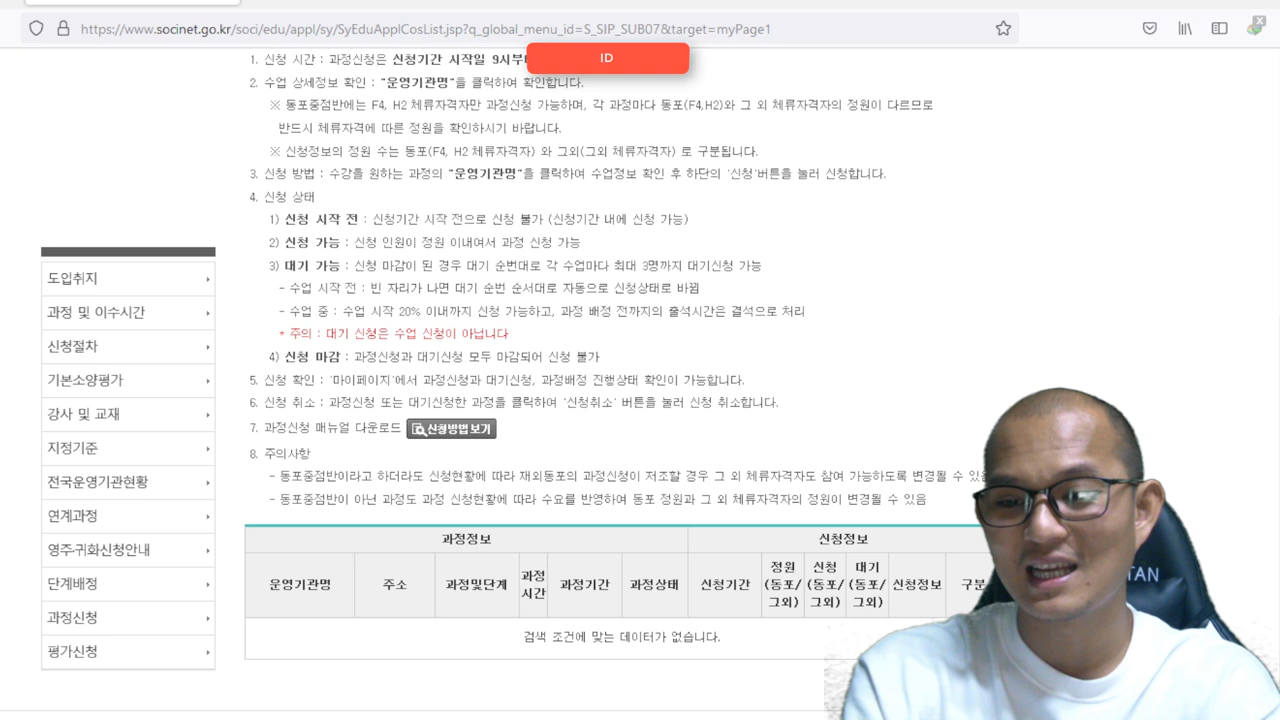 https://www.socinet.go.kr/soci/edu/appl/sy/SyEduApplCosList.jsp?q_global_menu_id=S_SIP_SUB07&target=myPage1
ID
1. 신청 시간 : 과정신청은 신청기간 시작일 9시부터
2. 수업 상세정보 확인 : "운영기관명"을 클릭하여 확인합니다.
※ 동포중점반에는 F4, H2 체류자격자만 과정신청 가능하며, 각 과정마다 동포(F4,H2)와 그 외 체류자격자의 정원이 다르므로
반드시 체류자격에 따른 정원을 확인하시기 바랍니다.
※ 신청정보의 정원 수는 동포(F4, H2 체류자격자) 와 그외(그외 체류자격자) 로 구분됩니다.
3. 신청 방법 : 수강을 원하는 과정의 "운영기관명"을 클릭하여 수업정보 확인 후 하단의 '신청'버튼을 눌러 신청합니다.
4. 신청 상태
1) 신청 시작 전 : 신청기간 시작 전으로 신청 불가 (신청기간 내에 신청 가능)
2) 신청 가능 : 신청 인원이 정원 이내여서 과정 신청 가능
3) 대기 가능 : 신청 마감이 된 경우 대기 순번대로 각 수업마다 최대 3명까지 대기신청 가능
- 수업 시작 전 : 빈 자리가 나면 대기 순번 순서대로 자동으로 신청상태로 바뀜
- 수업 중 : 수업 시작 20% 이내까지 신청 가능하고, 과정 배정 전까지의 출석시간은 결석으로 처리
* 주의 : 대기 신청은 수업 신청이 아닙니다
4) 신청 마감 : 과정신청과 대기신청 모두 마감되어 신청 불가
5. 신청 확인 : '마이페이지'에서 과정신청과 대기신청, 과정배정 진행상태 확인이 가능합니다.
6. 신청 취소 : 과정신청 또는 대기신청한 과정을 클릭하여 '신청취소' 버튼을 눌러 신청 취소합니다.
7. 과정신청 매뉴얼 다운로드 신청방법 보기
8. 주의사항
- 동포중점반이라고 하더라도 신청현황에 따라 재외동포의 과정신청이 저조할 경우 그 외 체류자격자도 참여 가능하도록 변경될 수 있음
- 동포중점반이 아닌 과정도 과정 신청현황에 따라 수요를 반영하여 동포 정원과 그 외 체류자격자의 정원이 변경될 수 있음
도입취지
과정 및 이수시간
신청절차
기본소양평가
강사 및 교재
지정기준
전국운영기관현황
연계과정
영주·귀화신청안내
단계배정
과정신청
평가신청
과정정보 신청정보
운영기관명 주소 과정및단계 과정시간 과정기간 과정상태 신청기간 정원(동포/그외) 신청(동포/그외) 대기(동포/그외) 신청정보 구분
검색 조건에 맞는 데이터가 없습니다.